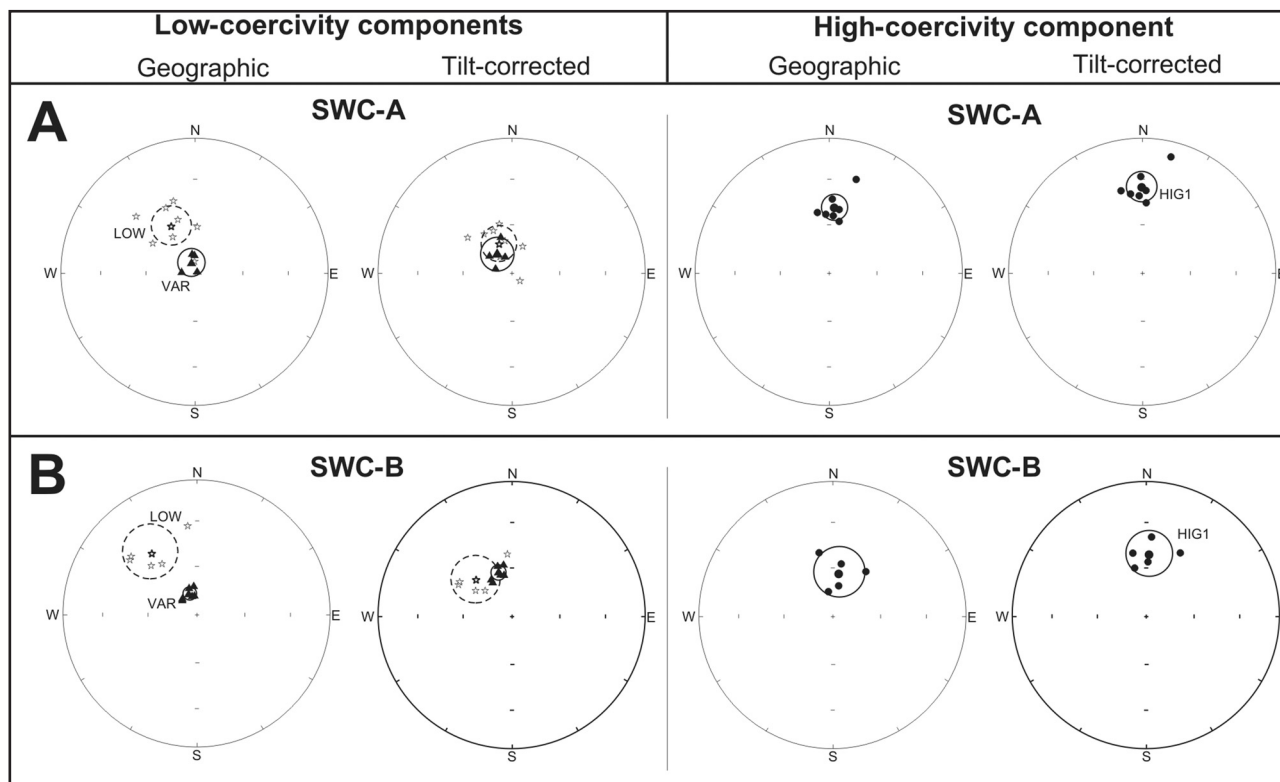 Low-coercivity components
High-coercivity component
Geographic
Tilt-corrected
Geographic
Tilt-corrected
A
SWC-A
SWC-A
N
N
N
N
LOW
HIG1
W
E
W
E
W
E
W
E
VAR
S
S
S
S
B
SWC-B
SWC-B
N
N
N
N
LOW
HIG1
VAR
W
E
W
E
W
E
W
E
S
S
S
S